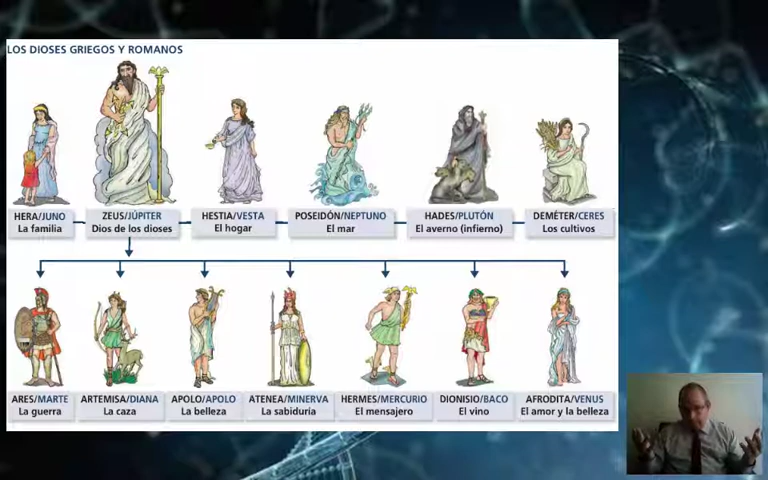 LOS DIOSES GRIEGOS Y ROMANOS
HERA/JUNO
La familia
ZEUS/JÚPITER
Dios de los dioses
HESTIA/VESTA
El hogar
POSEIDÓN/NEPTUNO
El mar
HADES/PLUTÓN
El averno (infierno)
DEMÉTER/CERES
Los cultivos
ARES/MARTE
La guerra
ARTEMISA/DIANA
La caza
APOLO/APOLO
La belleza
ATENEA/MINERVA
La sabiduría
HERMES/MERCURIO
El mensajero
DIONISIO/BACO
El vino
AFRODITA/VENUS
El amor y la belleza